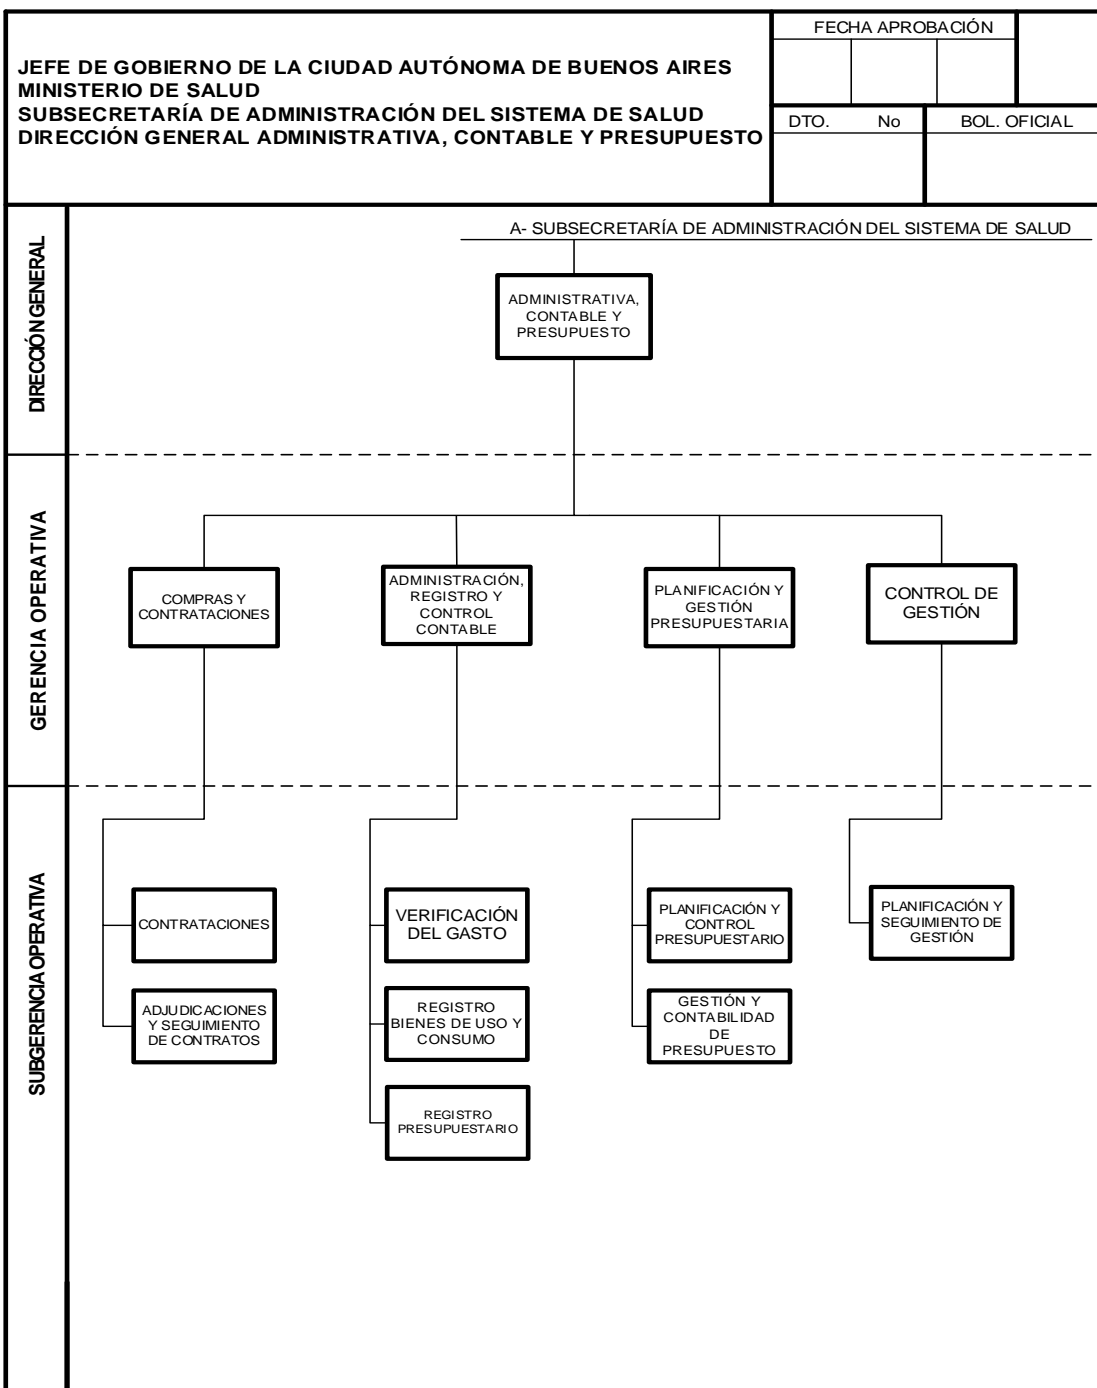 JEFE DE GOBIERNO DE LA CIUDAD AUTÓNOMA DE BUENOS AIRES
MINISTERIO DE SALUD
SUBSECRETARÍA DE ADMINISTRACIÓN DEL SISTEMA DE SALUD
DIRECCIÓN GENERAL ADMINISTRATIVA, CONTABLE Y PRESUPUESTO
FECHA APROBACIÓN
DTO. No
BOL. OFICIAL
DIRECCIÓN GENERAL
A- SUBSECRETARÍA DE ADMINISTRACIÓN DEL SISTEMA DE SALUD
ADMINISTRATIVA,
CONTABLE Y
PRESUPUESTO
GERENCIA OPERATIVA
COMPRAS Y
CONTRATACIONES
ADMINISTRACIÓN,
REGISTRO Y
CONTROL
CONTABLE
PLANIFICACIÓN Y
GESTIÓN
PRESUPUESTARIA
CONTROL DE
GESTIÓN
SUBGERENCIA OPERATIVA
CONTRATACIONES
ADJUDICACIONES
Y SEGUIMIENTO
DE CONTRATOS
VERIFICACIÓN
DEL GASTO
REGISTRO
BIENES DE USO Y
CONSUMO
REGISTRO
PRESUPUESTARIO
PLANIFICACIÓN Y
CONTROL
PRESUPUESTARIO
GESTIÓN Y
CONTABILIDAD
DE
PRESUPUESTO
PLANIFICACIÓN Y
SEGUIMIENTO DE
GESTIÓN